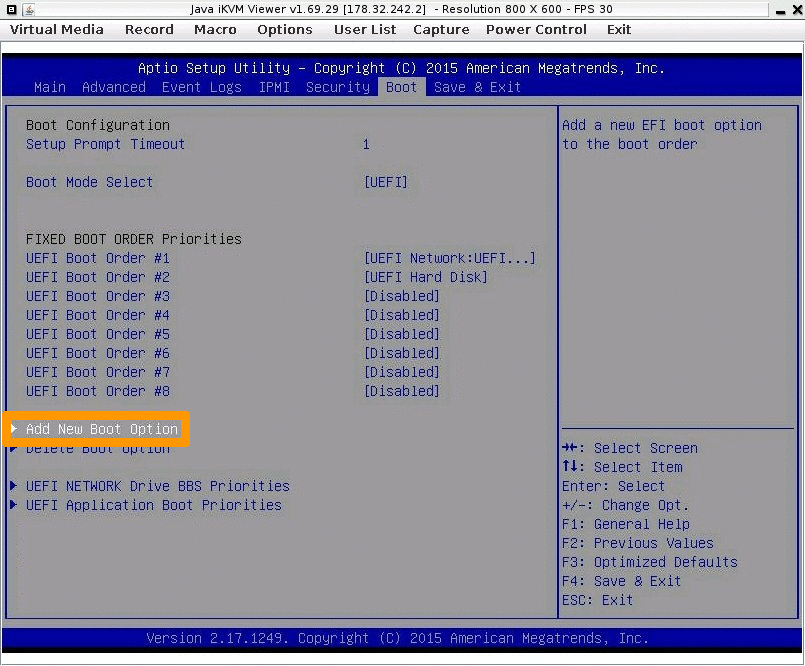 Java iKVM Viewer v1.69.29 [178.32.242.2] - Resolution 800 X 600 - FPS 30
Virtual Media Record Macro Options User List Capture Power Control Exit
Aptio Setup Utility – Copyright (C) 2015 American Megatrends, Inc.
Main Advanced Event Logs IPMI Security Boot Save & Exit
Boot Configuration
Setup Prompt Timeout 1
Boot Mode Select [UEFI]
FIXED BOOT ORDER Priorities
UEFI Boot Order #1 [UEFI Network:UEFI...]
UEFI Boot Order #2 [UEFI Hard Disk]
UEFI Boot Order #3 [Disabled]
UEFI Boot Order #4 [Disabled]
UEFI Boot Order #5 [Disabled]
UEFI Boot Order #6 [Disabled]
UEFI Boot Order #7 [Disabled]
UEFI Boot Order #8 [Disabled]
Add New Boot Option
Delete Boot Option
UEFI NETWORK Drive BBS Priorities
UEFI Application Boot Priorities
Add a new EFI boot option
to the boot order
→←: Select Screen
↑↓: Select Item
Enter: Select
+/-: Change Opt.
F1: General Help
F2: Previous Values
F3: Optimized Defaults
F4: Save & Exit
ESC: Exit
Version 2.17.1249. Copyright (C) 2015 American Megatrends, Inc.